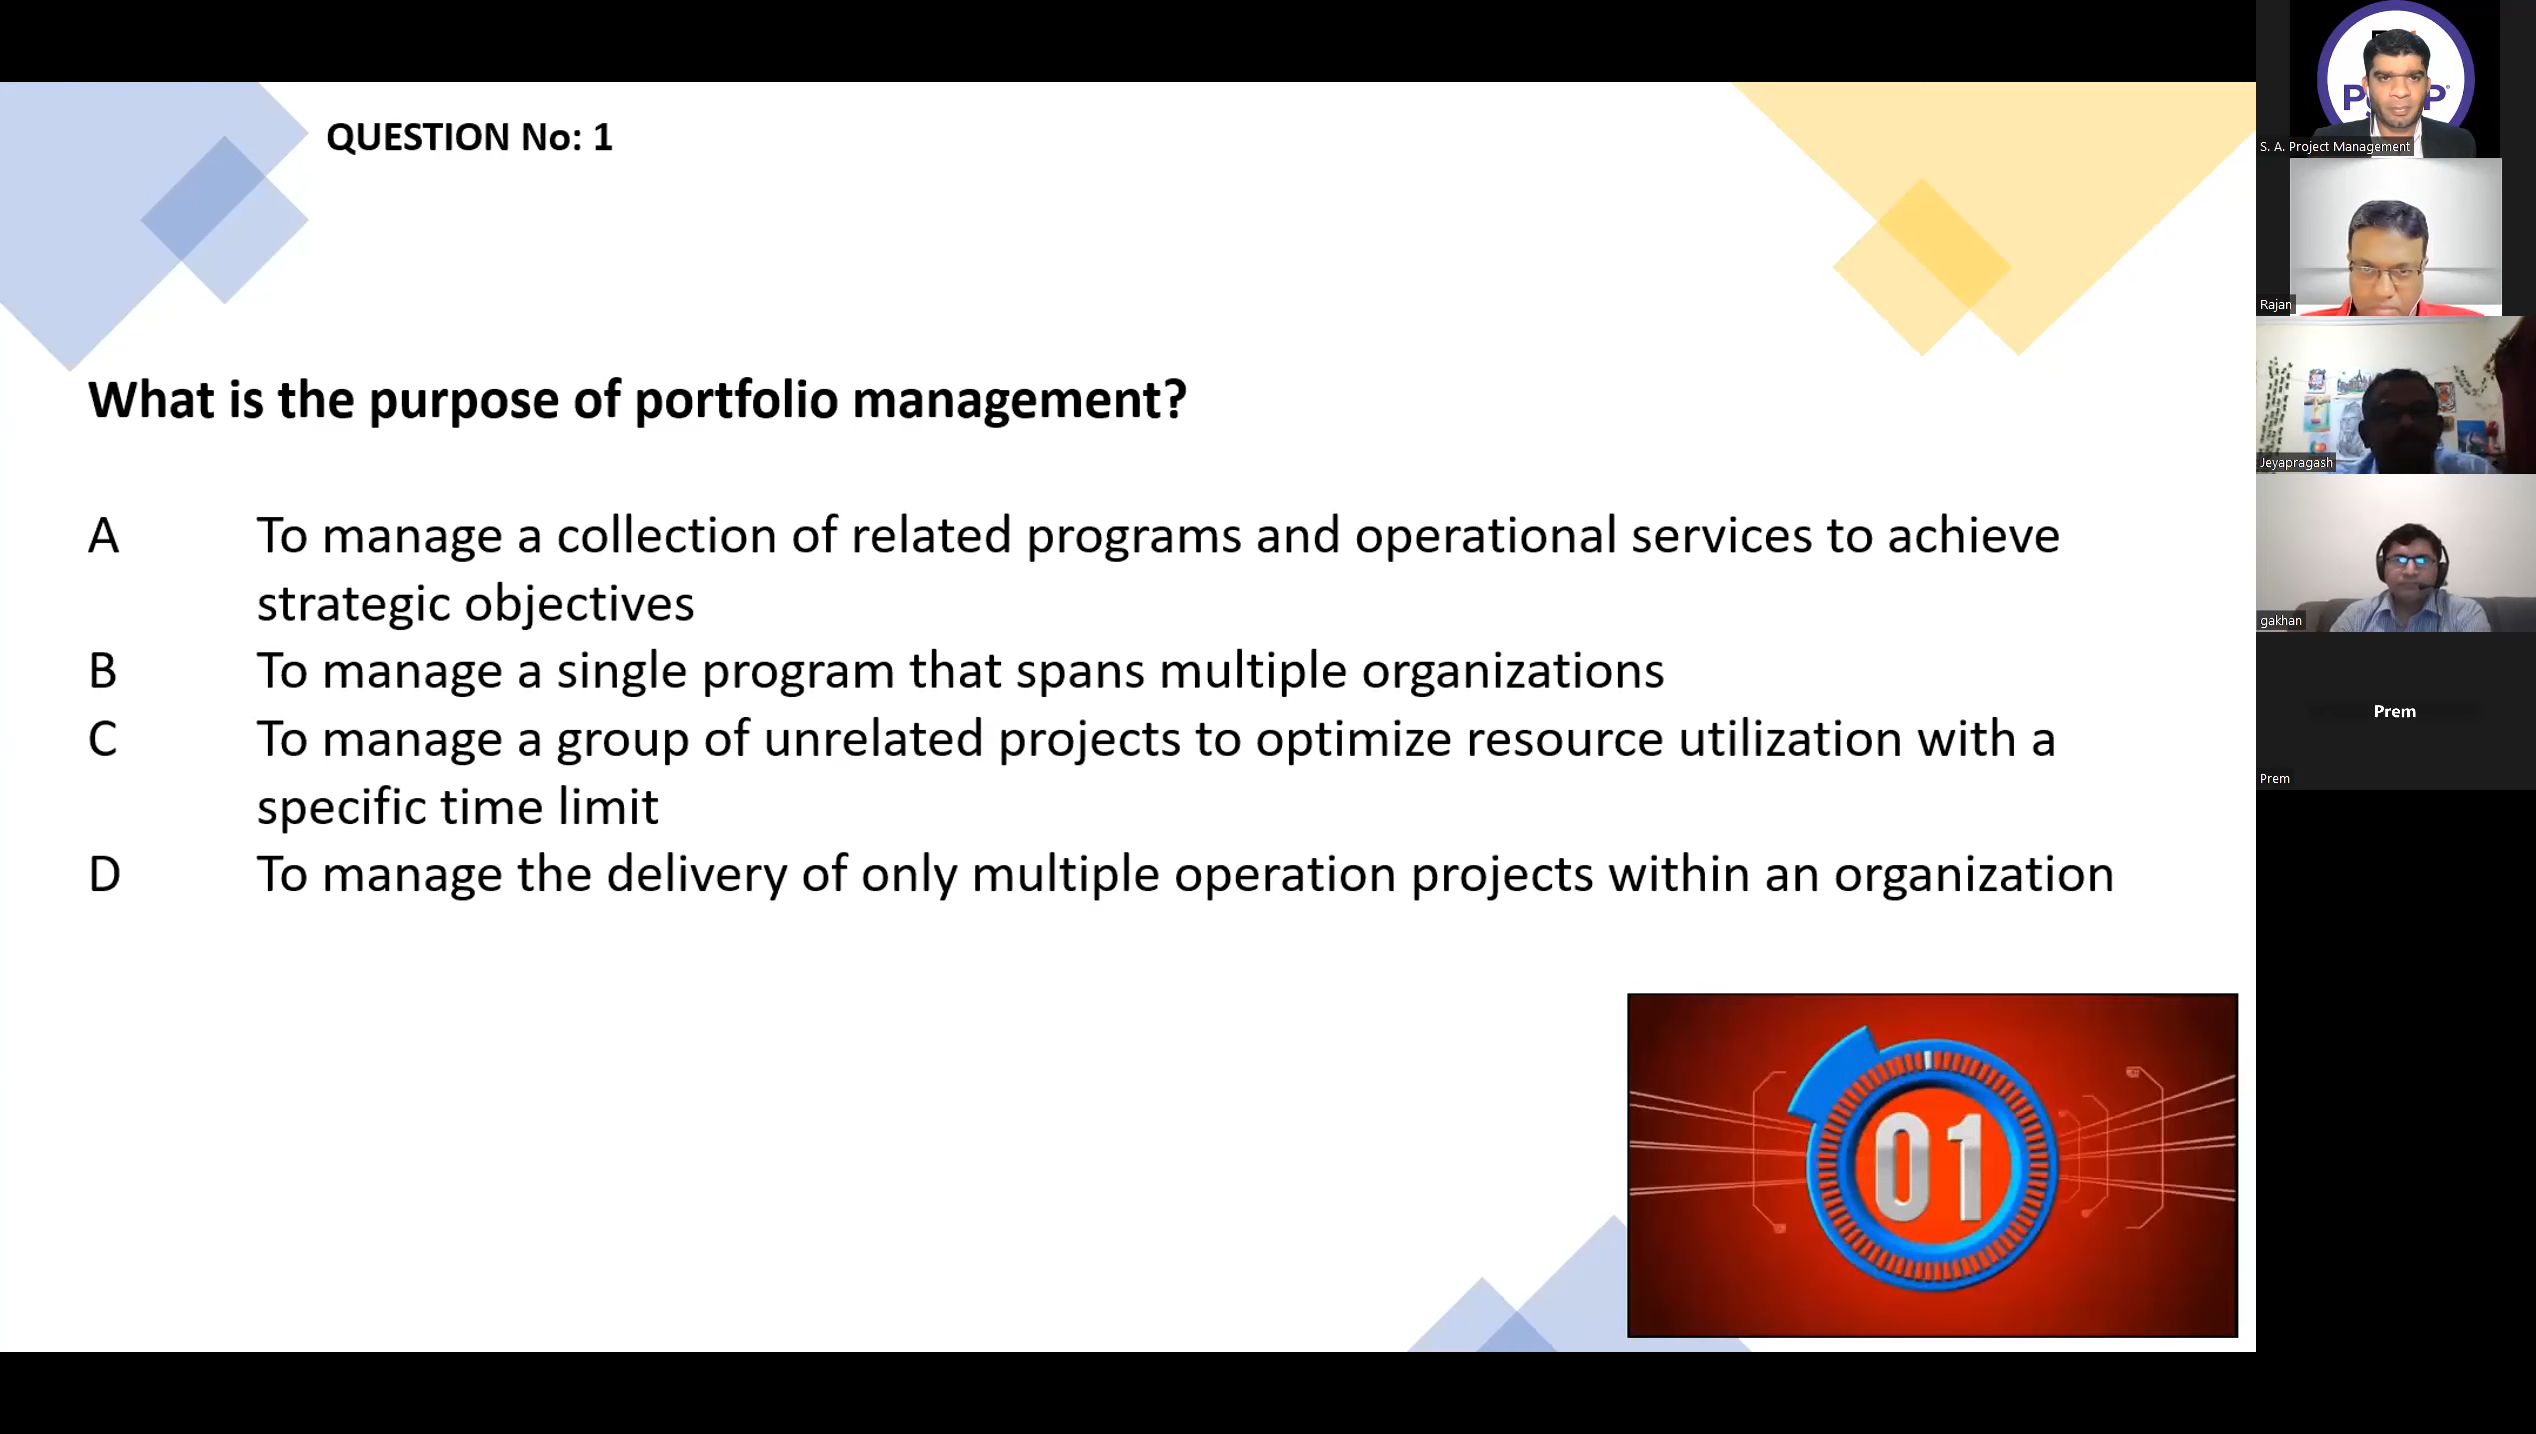 QUESTION No: 1
What is the purpose of portfolio management?
A To manage a collection of related programs and operational services to achieve
strategic objectives
B To manage a single program that spans multiple organizations
C To manage a group of unrelated projects to optimize resource utilization with a
specific time limit
D To manage the delivery of only multiple operation projects within an organization
01
S. A. Project Management
Rajan
Jeyapragash
gakhan
Prem
Prem